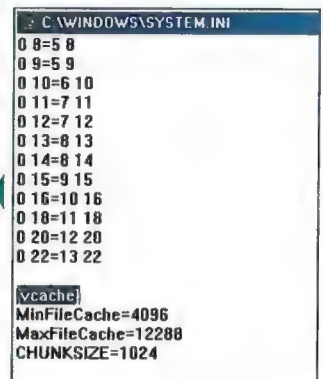 C:\WINDOWS\SYSTEM.INI
0 8=5 8
0 9=5 9
0 10=6 10
0 11=7 11
0 12=7 12
0 13=8 13
0 14=8 14
0 15=9 15
0 16=10 16
0 18=11 18
0 20=12 20
0 22=13 22
[vcache]
MinFileCache=4096
MaxFileCache=12288
CHUNKSIZE=1024